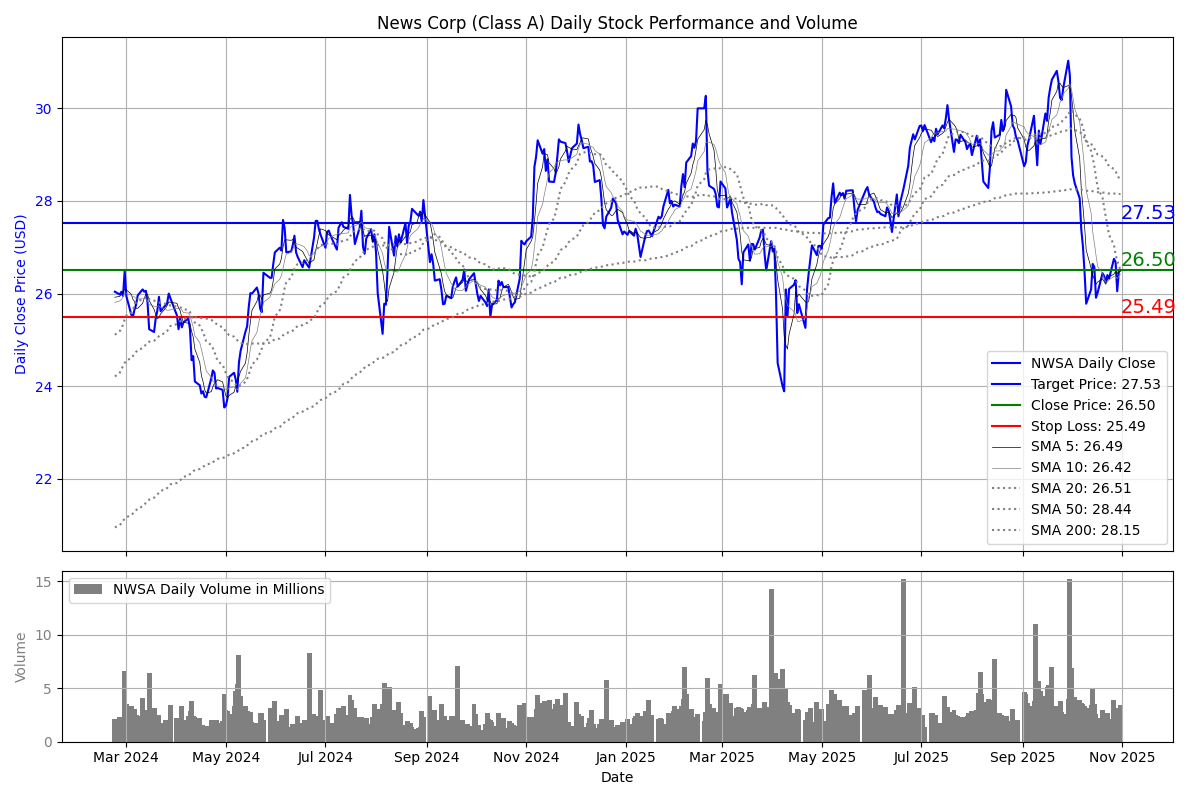 News Corp (Class A) Daily Stock Performance and Volume
Daily Close Price (USD)
30
28
26
24
22
27.53
26.50
25.49
NWSA Daily Close
Target Price: 27.53
Close Price: 26.50
Stop Loss: 25.49
SMA 5: 26.49
SMA 10: 26.42
SMA 20: 26.51
SMA 50: 28.44
SMA 200: 28.15
Volume
15
10
5
0
NWSA Daily Volume in Millions
Mar 2024 May 2024 Jul 2024 Sep 2024 Nov 2024 Jan 2025 Mar 2025 May 2025 Jul 2025 Sep 2025 Nov 2025
Date